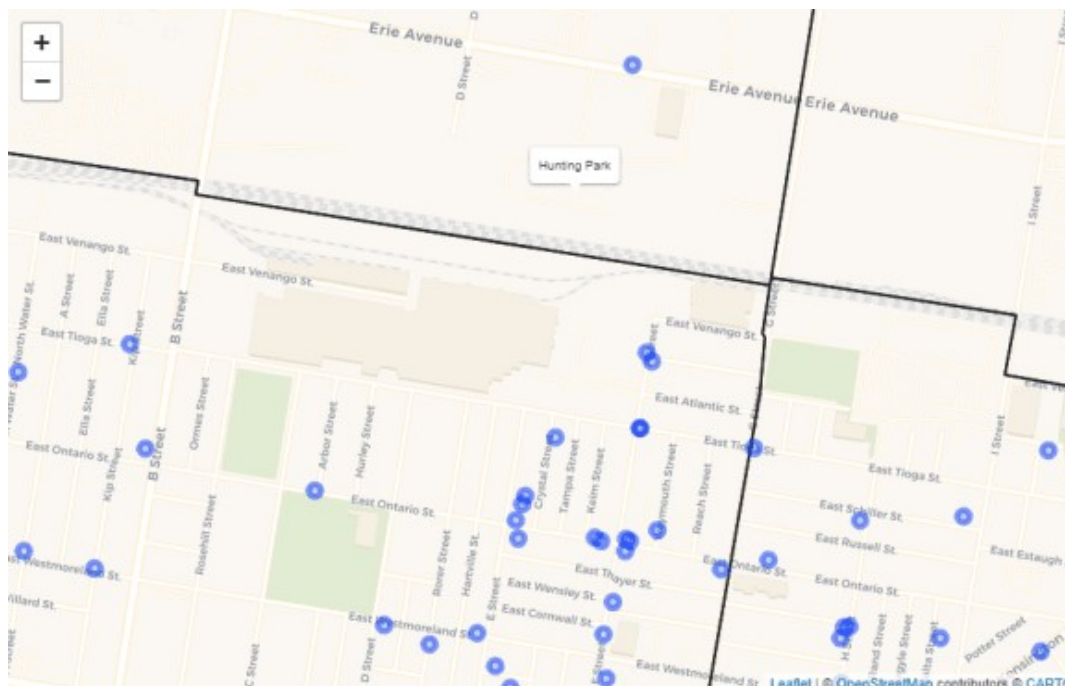 +
−
D
Erie Avenue
D Street
Erie Avenue
Erie Avenue
Hunting Park
I Street
East Venango St.
East Venango St.
North Water St.
A Street
Ella Street
Kip Street
East Tioga St.
B Street
C Street
East Venango St.
Street
East Atlantic St.
East Tioga St.
East Tioga St.
Ella Street
Ormes Street
Arbor Street
Hurley Street
Crystal Street
Tampa Street
Keim Street
Reach Street
I Street
East Ontario St.
Kip Street
B Street
East Ontario St.
East Schiller St.
East Russell St.
East Estaugh
Rosehill Street
East Thayer St.
East Ontario St.
East Ontario St.
East Westmoreland St.
Rorer Street
Hartville St.
E Street
East Wensley St.
East Cornwall St.
Willard St.
East Westmoreland St.
Potter Street
C Street
D Street
East Westmoreland St.
Leaflet | © OpenStreetMap contributors © CARTO